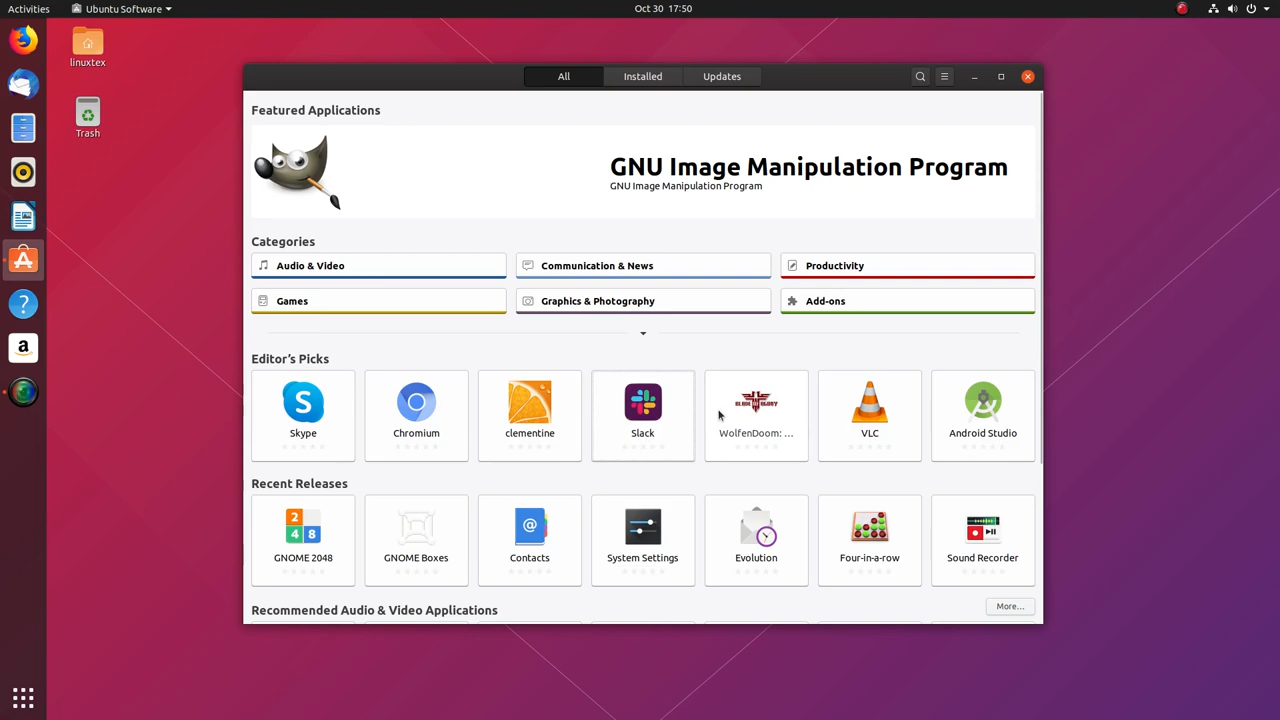 Activities
Ubuntu Software
Oct 30 17:50
linuxtex
Trash
All
Installed
Updates
Featured Applications
GNU Image Manipulation Program
GNU Image Manipulation Program
Categories
Audio & Video
Communication & News
Productivity
Games
Graphics & Photography
Add-ons
Editor’s Picks
S
Skype
Chromium
clementine
Slack
WolfenDoom: ...
VLC
Android Studio
Recent Releases
2
4 8
GNOME 2048
GNOME Boxes
@
Contacts
System Settings
Evolution
Four-in-a-row
Sound Recorder
Recommended Audio & Video Applications
More...
?
a